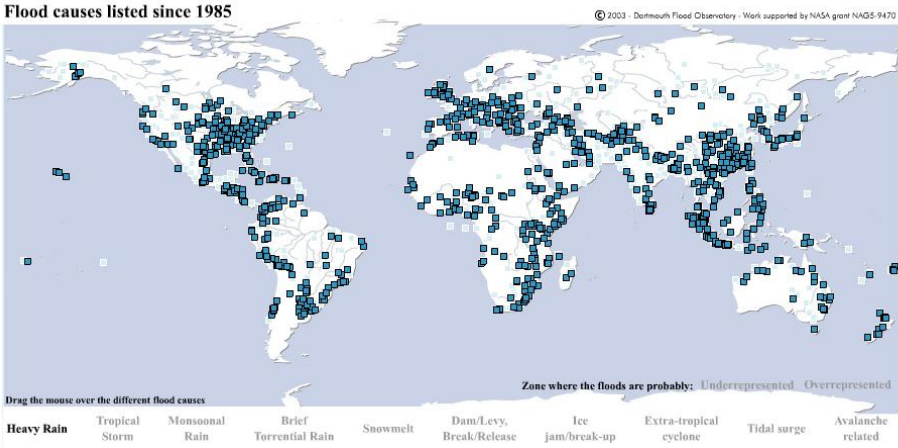 Flood causes listed since 1985
© 2003 - Dartmouth Flood Observatory - Work supported by NASA grant NAG5-9470
Zone where the floods are probably: Underrepresented Overrepresented
Drag the mouse over the different flood causes
Heavy Rain
Tropical
Storm
Monsoonal
Rain
Brief
Torrential Rain
Snowmelt
Dam/Levy,
Break/Release
Ice
jam/break-up
Extra-tropical
cyclone
Tidal surge
Avalanche
related